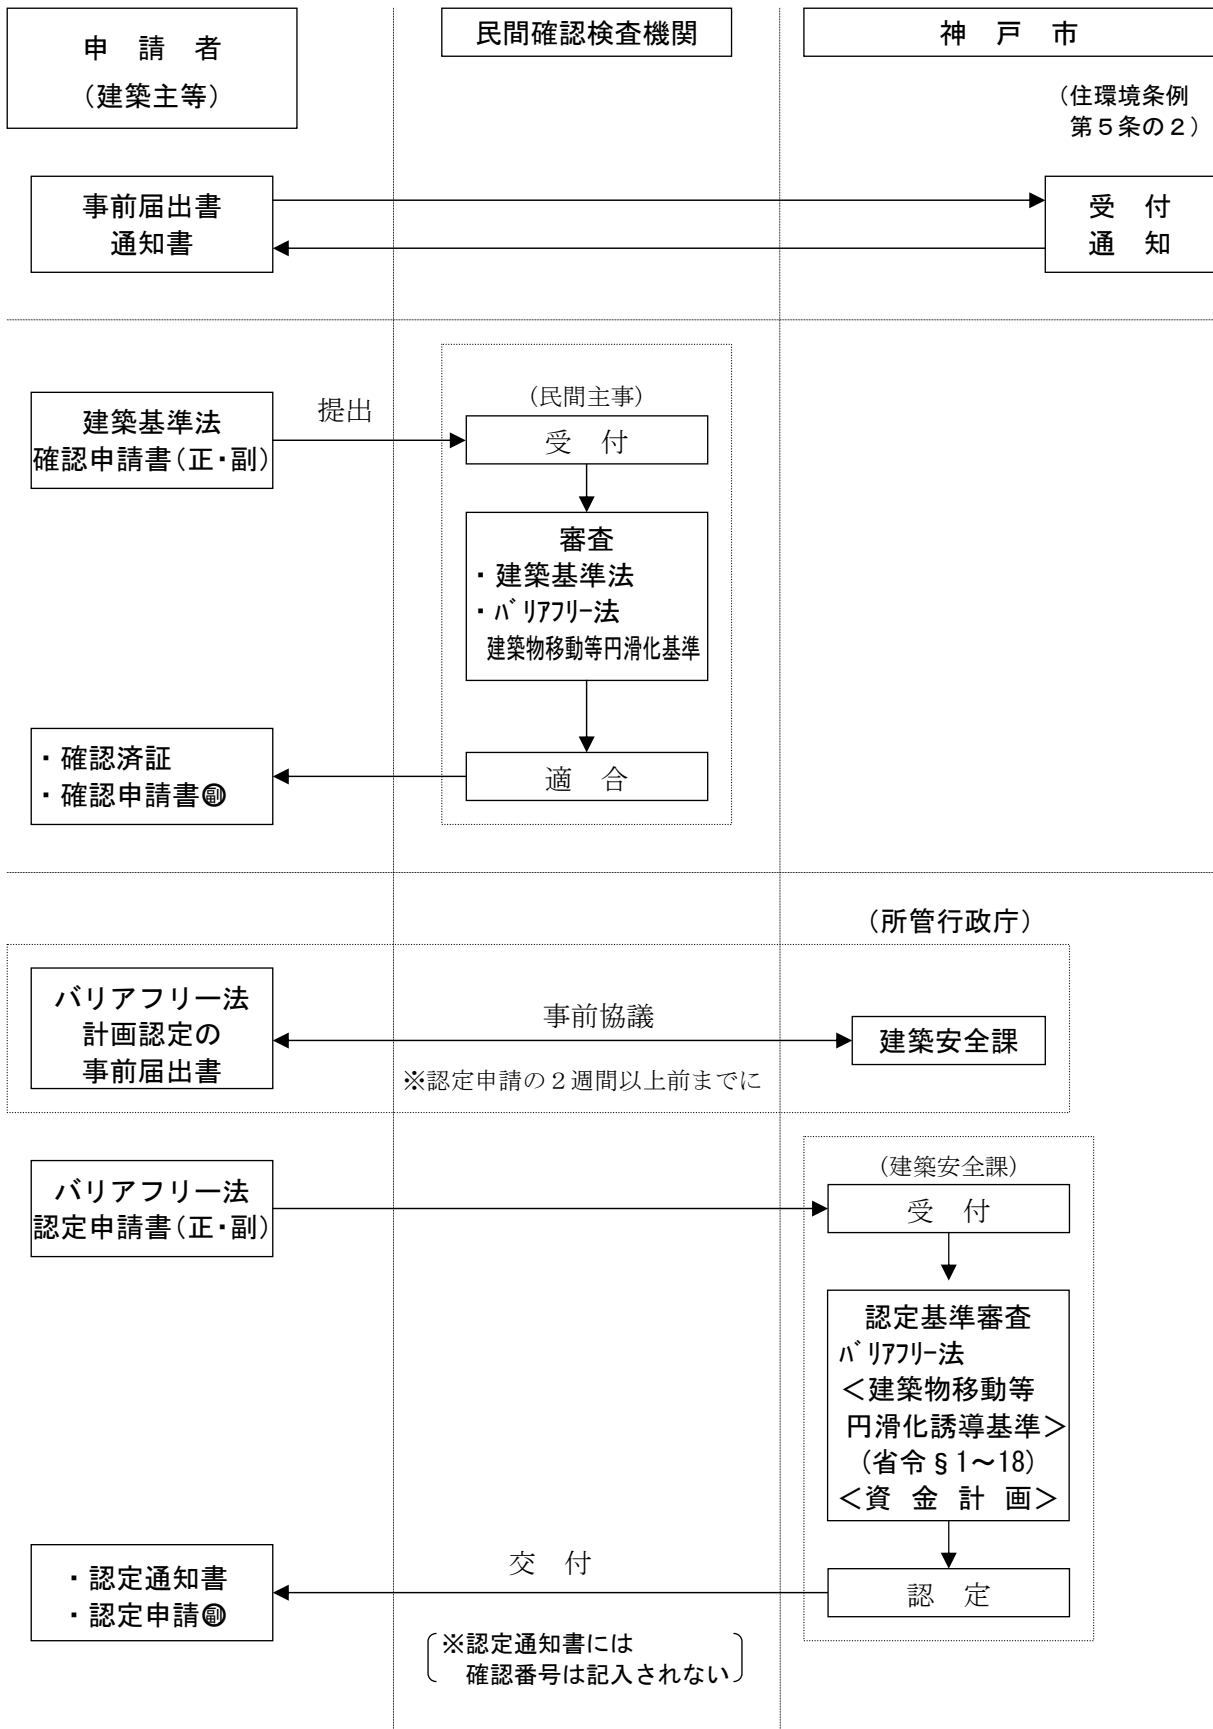 申 請 者
(建築主等)
民間確認検査機関
神 戸 市
(住環境条例
第5条の2)
事前届出書
通知書
受 付
通 知
建築基準法
確認申請書(正・副)
提出
(民間主事)
受 付
審査
・建築基準法
・バリアフリー法
建築物移動等円滑化基準
・確認済証
・確認申請書㊙副
適 合
(所管行政庁)
バリアフリー法
計画認定の
事前届出書
事前協議
※認定申請の2週間以上前までに
建築安全課
バリアフリー法
認定申請書(正・副)
(建築安全課)
受 付
認定基準審査
バリアフリー法
<建築物移動等
円滑化誘導基準>
(省令§1~18)
<資 金 計 画>
・認定通知書
・認定申請副
交 付
認 定
※認定通知書には
確認番号は記入されない